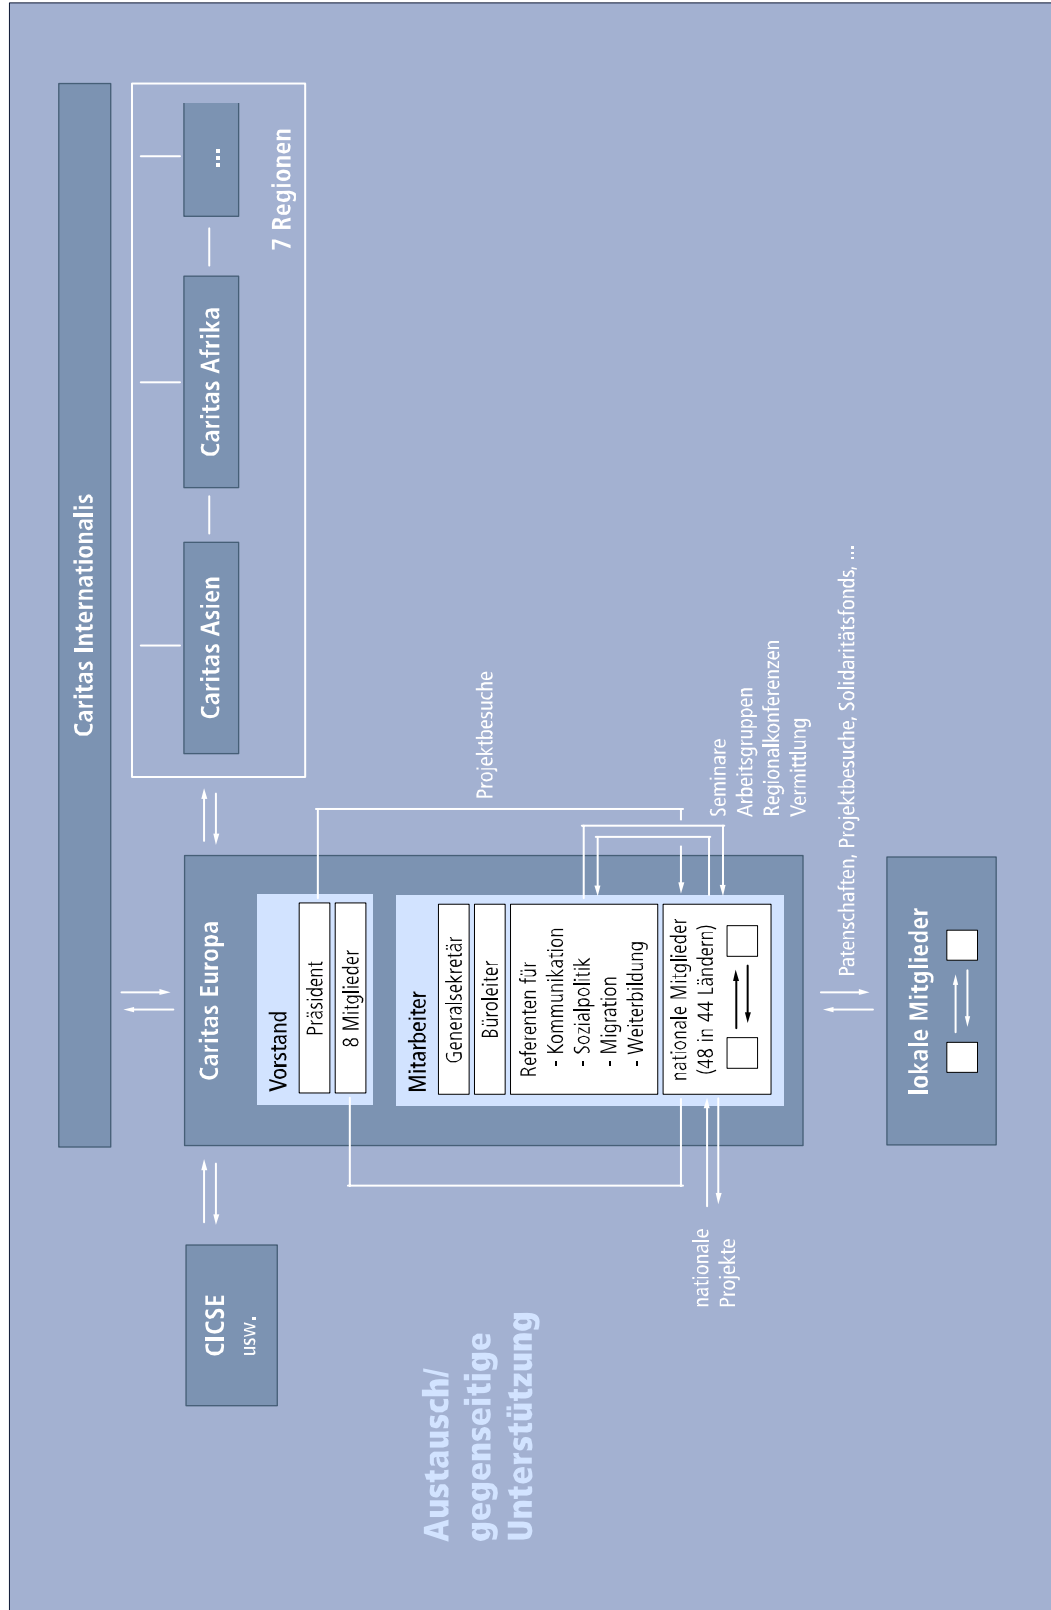 Caritas Internationalis
CICSE
usw.
Caritas Europa
Caritas Asien
Caritas Afrika
...
7 Regionen
Vorstand
Präsident
8 Mitglieder
Projektbesuche
Mitarbeiter
Generalsekretär
Büroleiter
Referenten für
- Kommunikation
- Sozialpolitik
- Migration
- Weiterbildung
nationale Mitglieder
(48 in 44 Ländern)
nationale
Projekte
Seminare
Arbeitsgruppen
Regionalkonferenzen
Vermittlung
Austausch/
gegenseitige
Unterstützung
Patenschaften, Projektbesuche, Solidaritätsfonds, ...
lokale Mitglieder